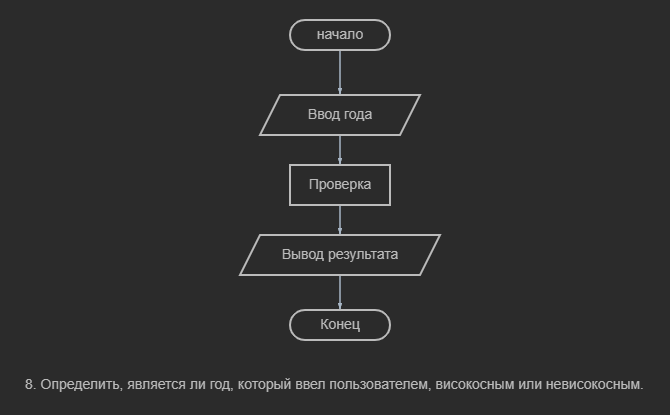 начало
Ввод года
Проверка
Вывод результата
Конец
8. Определить, является ли год, который ввел пользователем, високосным или невисокосным.